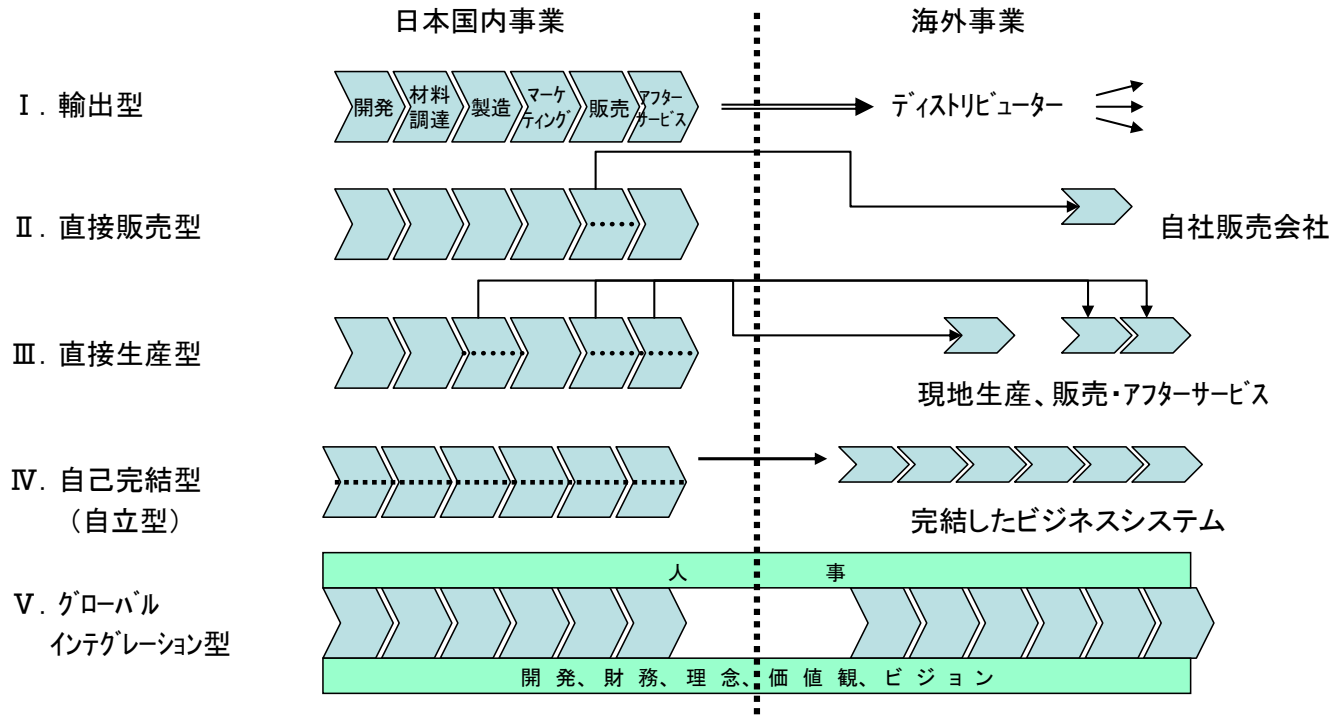 日本国内事業
海外事業
Ⅰ. 輸出型
開発
材料
調達
製造
マーケ
ティング
販売
アフター
サービス
ディストリビューター
Ⅱ. 直接販売型
自社販売会社
Ⅲ. 直接生産型
現地生産、販売・アフターサービス
Ⅳ. 自己完結型
（自立型）
完結したビジネスシステム
人事
Ⅴ. グローバル
インテグレーション型
開発、財務、理念、価値観、ビジョン